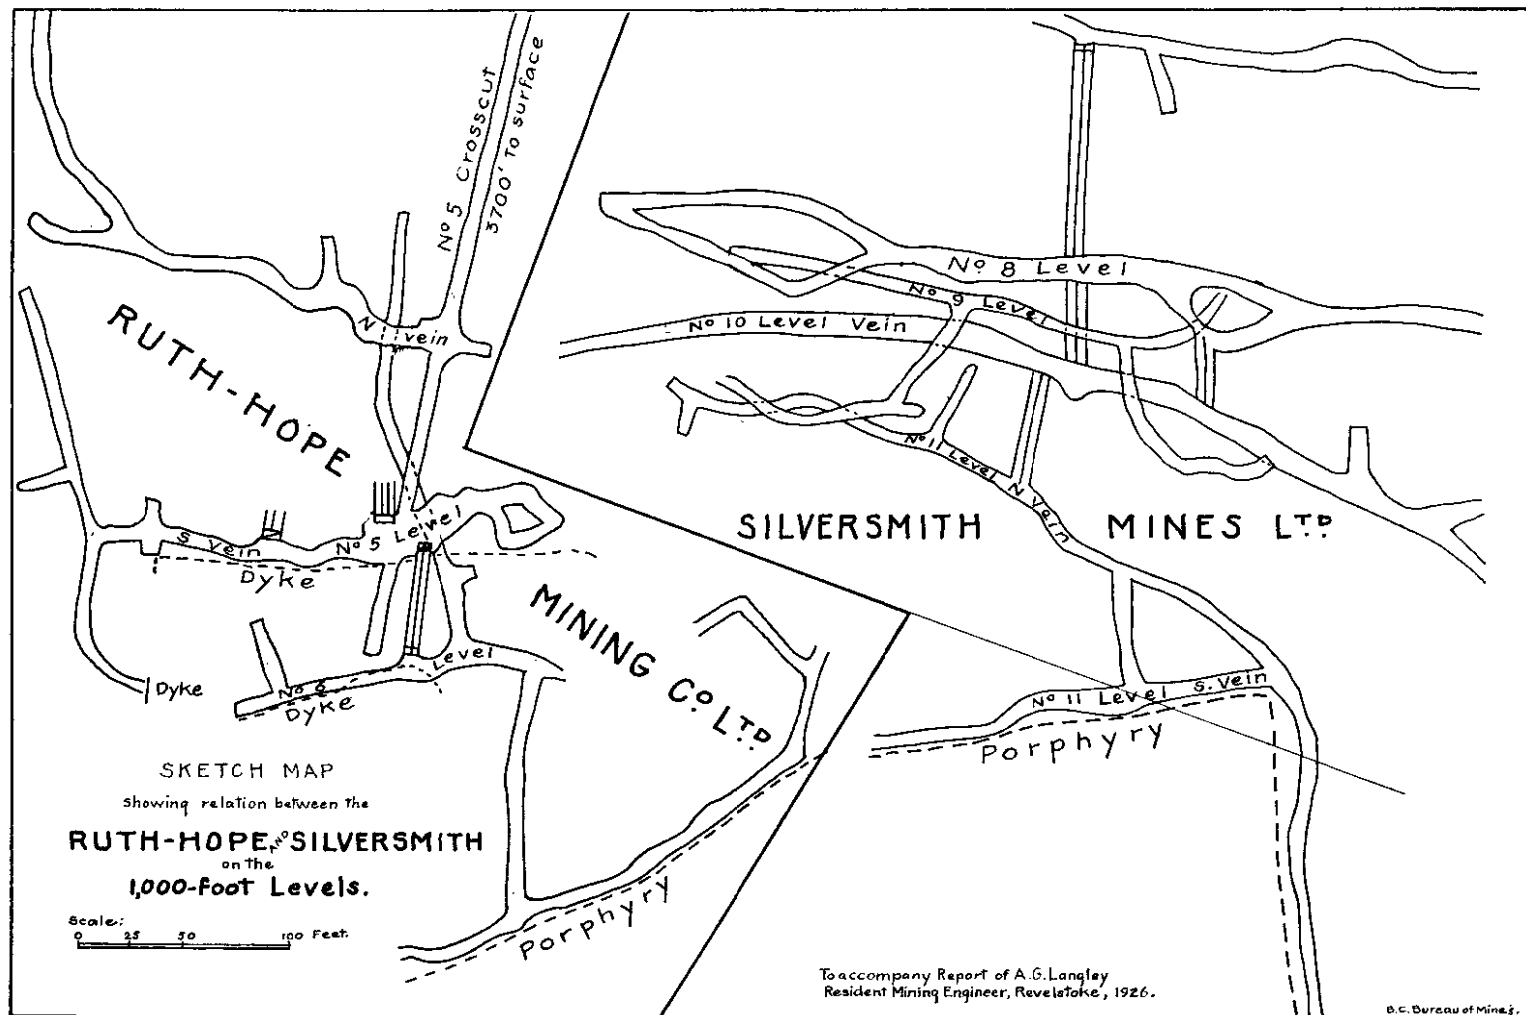 Nº 5 Crosscut
3700' To surface
N vein
RUTH-HOPE
S. Vein
Nº 5 Level
Dyke
Dyke
Nº 6 Level
Dyke
MINING Cº. LTD
Porphyry
Nº 8 Level
Nº 9 Level
Nº 10 Level Vein
Nº 11 Level N Vein
SILVERSMITH MINES LTD.
Nº 11 Level S. Vein
Porphyry
SKETCH MAP
Showing relation between the
RUTH-HOPE AND SILVERSMITH
on the
1,000-Foot Levels.
Scale:
0 25 50 100 Feet.
To accompany Report of A.G. Langley
Resident Mining Engineer, Revelstoke, 1926.
B.C. Bureau of Mines.